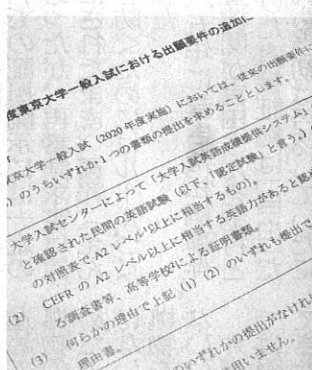 度東京大学一般入試における出願要件の追加に
京大学一般入試（2020年度実施）においては、従来の出願要件に
）のうちいずれか1つの書類の提出を求めることとします。
大学入試センターによって「大学入試英語成績提供システム」の
と確認された民間の英語試験（以下、「認定試験」と言う。）の
の対照表で A2 レベル以上に相当するもの）。
(2) CEFR の A2 レベル以上に相当する英語力があると認め
る調査書等、高等学校による証明書類。
(3) 何らかの理由で上記 (1) (2) のいずれも提出で
理由書。
のいずれかの提出がなけれ
用いません。